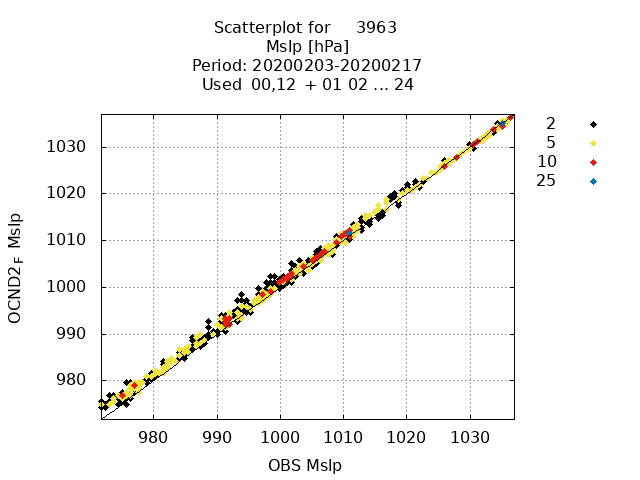 Scatterplot for 3963
Mslp [hPa]
Period: 20200203-20200217
Used 00,12 + 01 02 ... 24
2
5
10
25
1030
1020
1010
1000
990
980
OCND2F Mslp
980 990 1000 1010 1020 1030
OBS Mslp